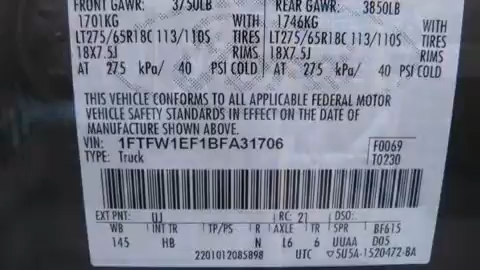 FRONT GAWR: 3750LB REAR GAWR: 3850LB
1701KG WITH 1746KG WITH
LT275/65R18C 113/110S TIRES LT275/65R18C 113/110S TIRES
18X7.5J RIMS 18X7.5J RIMS
AT 275 kPa/ 40 PSI COLD AT 275 kPa/ 40 PSI COLD
THIS VEHICLE CONFORMS TO ALL APPLICABLE FEDERAL MOTOR
VEHICLE SAFETY STANDARDS IN EFFECT ON THE DATE OF
MANUFACTURE SHOWN ABOVE.
VIN: 1FTFW1EF1BFA31706 F0069
TYPE: Truck T0230
EXT PNT: UJ RC: 21 DSO:
WB INT TR TP/PS R AXLE TR SPR BF615
145 HB N L6 6 UUAA D05
2201012085898 UTC 5U5A-1520472-BA